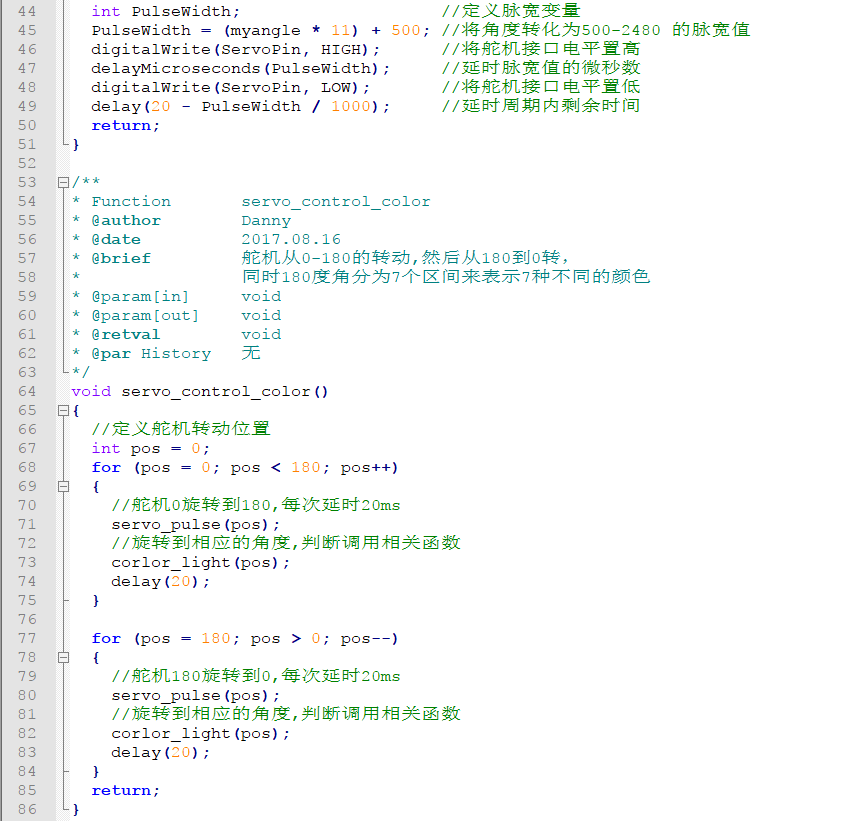 44 int PulseWidth; //定义脉宽变量
45 PulseWidth = (myangle * 11) + 500; //将角度转化为500-2480 的脉宽值
46 digitalWrite(ServoPin, HIGH); //将舵机接口电平置高
47 delayMicroseconds(PulseWidth); //延时脉宽值的微秒数
48 digitalWrite(ServoPin, LOW); //将舵机接口电平置低
49 delay(20 - PulseWidth / 1000); //延时周期内剩余时间
50 return;
51 }
52
53 /**
54 * Function servo_control_color
55 * @author Danny
56 * @date 2017.08.16
57 * @brief 舵机从0-180的转动,然后从180到0转,
58 * 同时180度角分为7个区间来表示7种不同的颜色
59 * @param[in] void
60 * @param[out] void
61 * @retval void
62 * @par History 无
63 */
64 void servo_control_color()
65 {
66 //定义舵机转动位置
67 int pos = 0;
68 for (pos = 0; pos < 180; pos++)
69 {
70 //舵机0旋转到180,每次延时20ms
71 servo_pulse(pos);
72 //旋转到相应的角度,判断调用相关函数
73 corlor_light(pos);
74 delay(20);
75 }
76
77 for (pos = 180; pos > 0; pos--)
78 {
79 //舵机180旋转到0,每次延时20ms
80 servo_pulse(pos);
81 //旋转到相应的角度,判断调用相关函数
82 corlor_light(pos);
83 delay(20);
84 }
85 return;
86 }